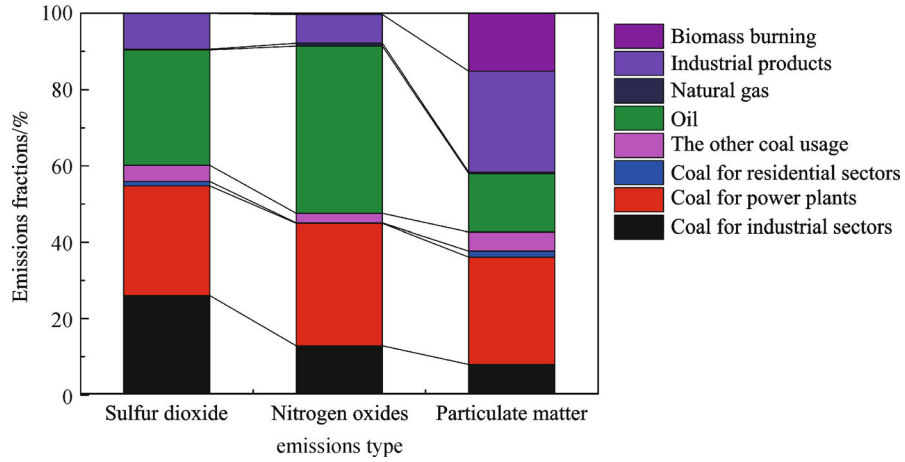 100
80
60
40
20
0
Emissions fractions/%
Sulfur dioxide
Nitrogen oxides
Particulate matter
emissions type
Biomass burning
Industrial products
Natural gas
Oil
The other coal usage
Coal for residential sectors
Coal for power plants
Coal for industrial sectors